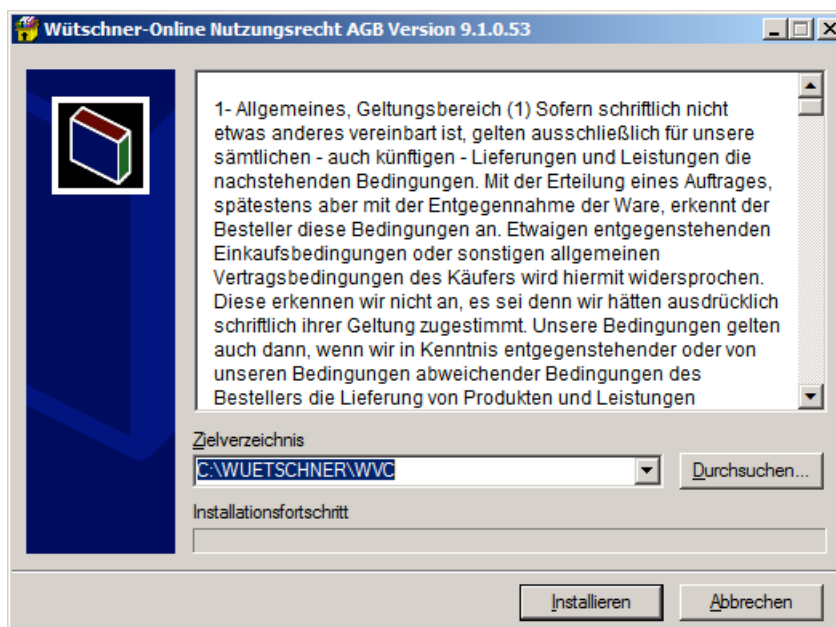 Wütschner-Online Nutzungsrecht AGB Version 9.1.0.53
1- Allgemeines, Geltungsbereich (1) Sofern schriftlich nicht
etwas anderes vereinbart ist, gelten ausschließlich für unsere
sämtlichen - auch künftigen - Lieferungen und Leistungen die
nachstehenden Bedingungen. Mit der Erteilung eines Auftrages,
spätestens aber mit der Entgegennahme der Ware, erkennt der
Besteller diese Bedingungen an. Etwaigen entgegenstehenden
Einkaufsbedingungen oder sonstigen allgemeinen
Vertragsbedingungen des Käufers wird hiermit widersprochen.
Diese erkennen wir nicht an, es sei denn wir hätten ausdrücklich
schriftlich ihrer Geltung zugestimmt. Unsere Bedingungen gelten
auch dann, wenn wir in Kenntnis entgegenstehender oder von
unseren Bedingungen abweichender Bedingungen des
Bestellers die Lieferung von Produkten und Leistungen
Zielverzeichnis
C:\WUETSCHNER\WVC
Durchsuchen...
Installationsfortschritt
Installieren
Abbrechen